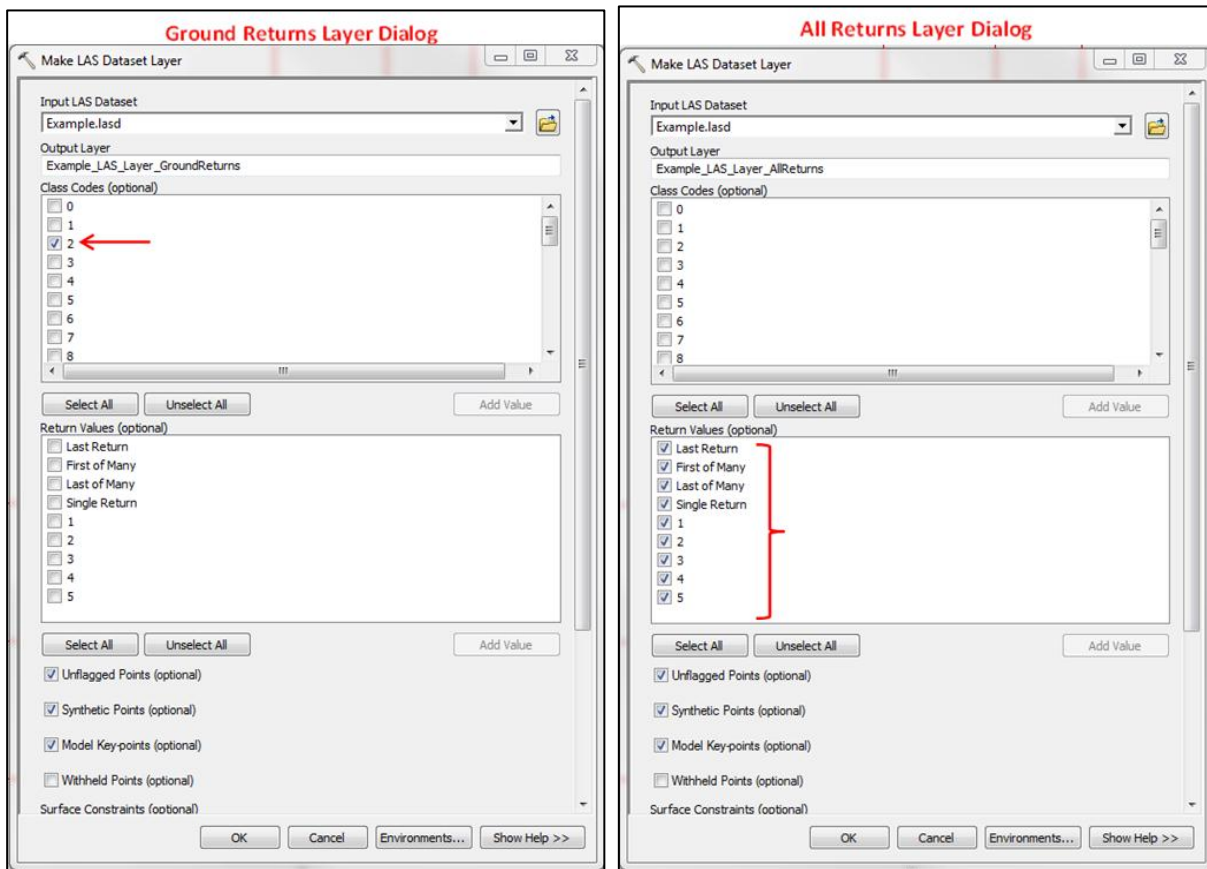 Ground Returns Layer Dialog
Make LAS Dataset Layer
Input LAS Dataset
Example.lasd
Output Layer
Example_LAS_Layer_GroundReturns
Class Codes (optional)
0
1
2
3
4
5
6
7
8
Select All Unselect All Add Value
Return Values (optional)
Last Return
First of Many
Last of Many
Single Return
1
2
3
4
5
Select All Unselect All Add Value
Unflagged Points (optional)
Synthetic Points (optional)
Model Key-points (optional)
Withheld Points (optional)
Surface Constraints (optional)
OK Cancel Environments... Show Help >>
All Returns Layer Dialog
Make LAS Dataset Layer
Input LAS Dataset
Example.lasd
Output Layer
Example_LAS_Layer_AllReturns
Class Codes (optional)
0
1
2
3
4
5
6
7
8
Select All Unselect All Add Value
Return Values (optional)
Last Return
First of Many
Last of Many
Single Return
1
2
3
4
5
Select All Unselect All Add Value
Unflagged Points (optional)
Synthetic Points (optional)
Model Key-points (optional)
Withheld Points (optional)
Surface Constraints (optional)
OK Cancel Environments... Show Help >>